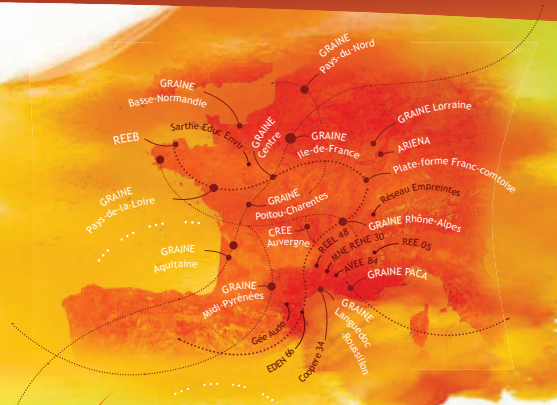 GRAINE
Pays-du-Nord
GRAINE
Basse-Normandie
GRAINE Lorraine
REEB
Sarthe Educ Envir
GRAINE
Centre
GRAINE
Ile-de-France
ARIENA
Plate-forme Franc-comtoise
GRAINE
Pays-de-la-Loire
GRAINE
Poitou-Charentes
Réseau Empreintes
GRAINE Rhône-Alpes
CREE
Auvergne
REEL 48
MNE RENE 30
REE 05
AVEE 84
GRAINE
Aquitaine
GRAINE PACA
GRAINE
Midi-Pyrénées
GRAINE
Languedoc
Roussillon
Gée Aude
EDEN 66
Coopere 34